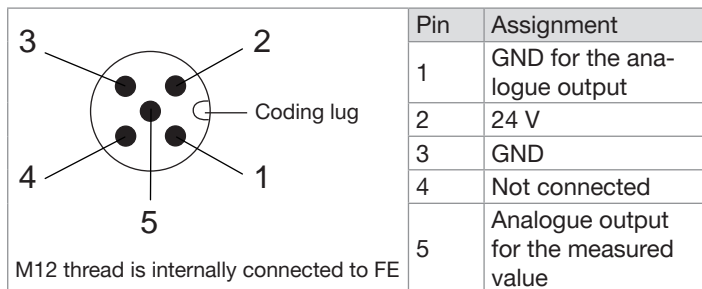 3
2
Coding lug
4
1
5
M12 thread is internally connected to FE
Pin Assignment
1 GND for the ana-
logue output
2 24 V
3 GND
4 Not connected
5 Analogue output
for the measured
value